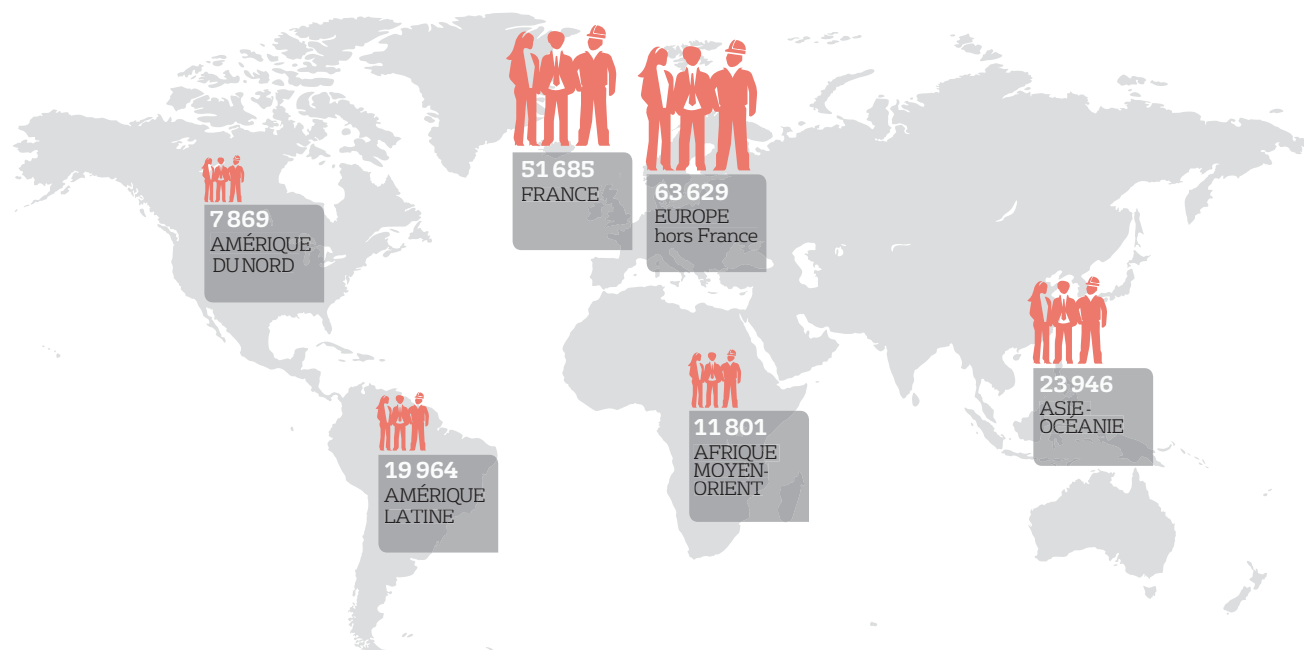 51 685
FRANCE
63 629
EUROPE
hors France
7 869
AMÉRIQUE
DU NORD
23 946
ASIE-
OCÉANIE
11 801
AFRIQUE
MOYEN-
ORIENT
19 964
AMÉRIQUE
LATINE